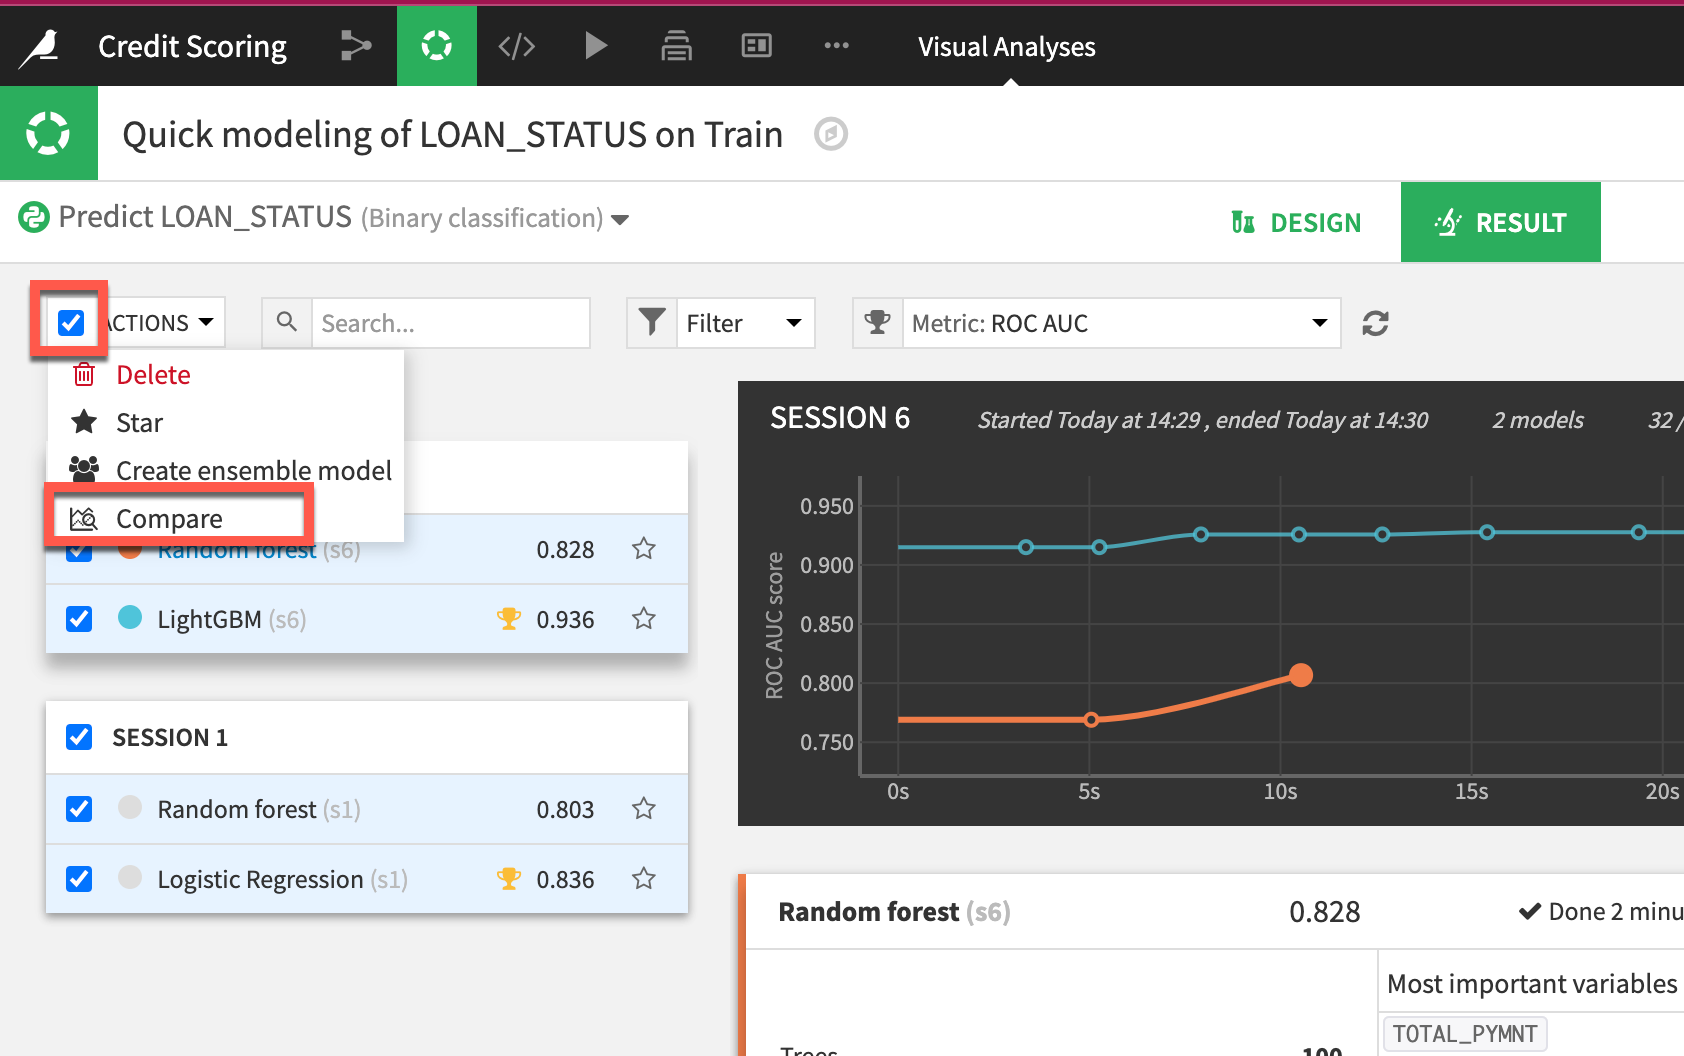 Credit Scoring
Visual Analyses
Quick modeling of LOAN_STATUS on Train
Predict LOAN_STATUS (Binary classification)
DESIGN
RESULT
ACTIONS
Search...
Filter
Metric: ROC AUC
Delete
Star
Create ensemble model
Compare
Random forest (s6) 0.828
LightGBM (s6) 0.936
SESSION 1
Random forest (s1) 0.803
Logistic Regression (s1) 0.836
SESSION 6 Started Today at 14:29 , ended Today at 14:30 2 models 32 /
ROC AUC score
0.950
0.900
0.850
0.800
0.750
0s 5s 10s 15s 20s
Random forest (s6) 0.828 Done 2 minu
Most important variables
TOTAL_PYMNT
Trees 100